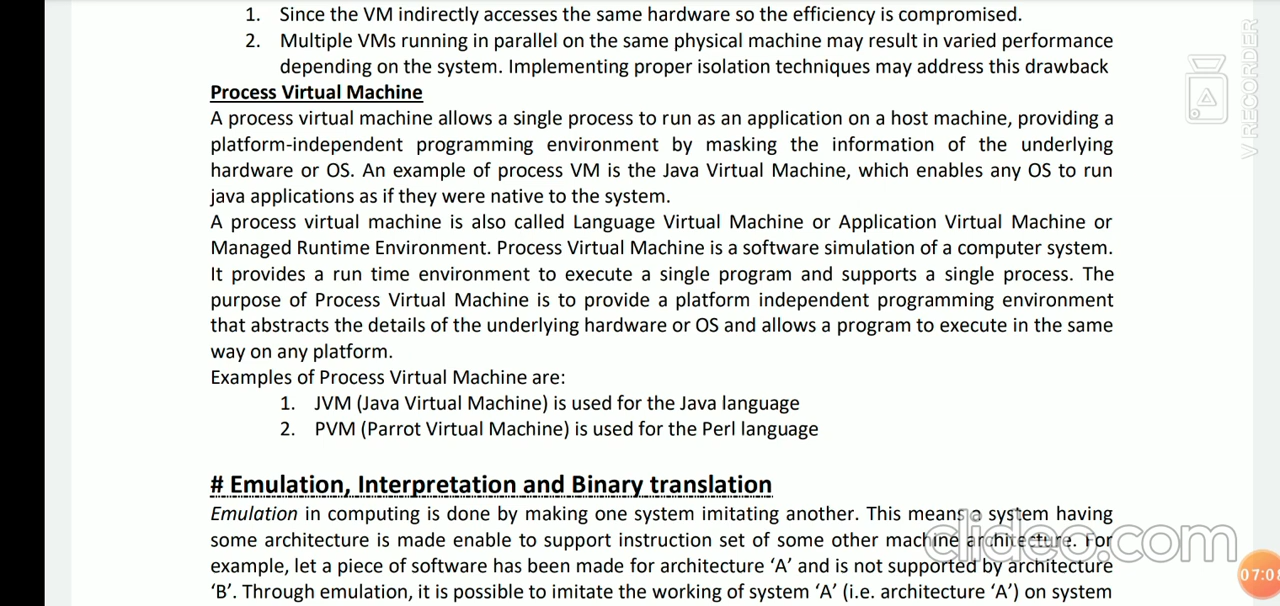 1. Since the VM indirectly accesses the same hardware so the efficiency is compromised.
2. Multiple VMs running in parallel on the same physical machine may result in varied performance
depending on the system. Implementing proper isolation techniques may address this drawback
Process Virtual Machine
A process virtual machine allows a single process to run as an application on a host machine, providing a
platform-independent programming environment by masking the information of the underlying
hardware or OS. An example of process VM is the Java Virtual Machine, which enables any OS to run
java applications as if they were native to the system.
A process virtual machine is also called Language Virtual Machine or Application Virtual Machine or
Managed Runtime Environment. Process Virtual Machine is a software simulation of a computer system.
It provides a run time environment to execute a single program and supports a single process. The
purpose of Process Virtual Machine is to provide a platform independent programming environment
that abstracts the details of the underlying hardware or OS and allows a program to execute in the same
way on any platform.
Examples of Process Virtual Machine are:
1. JVM (Java Virtual Machine) is used for the Java language
2. PVM (Parrot Virtual Machine) is used for the Perl language
# Emulation, Interpretation and Binary translation
Emulation in computing is done by making one system imitating another. This means a system having
some architecture is made enable to support instruction set of some other machine architecture. For
example, let a piece of software has been made for architecture ‘A’ and is not supported by architecture
‘B’. Through emulation, it is possible to imitate the working of system ‘A’ (i.e. architecture ‘A’) on system
V RECORDER
clideo.com
07:08